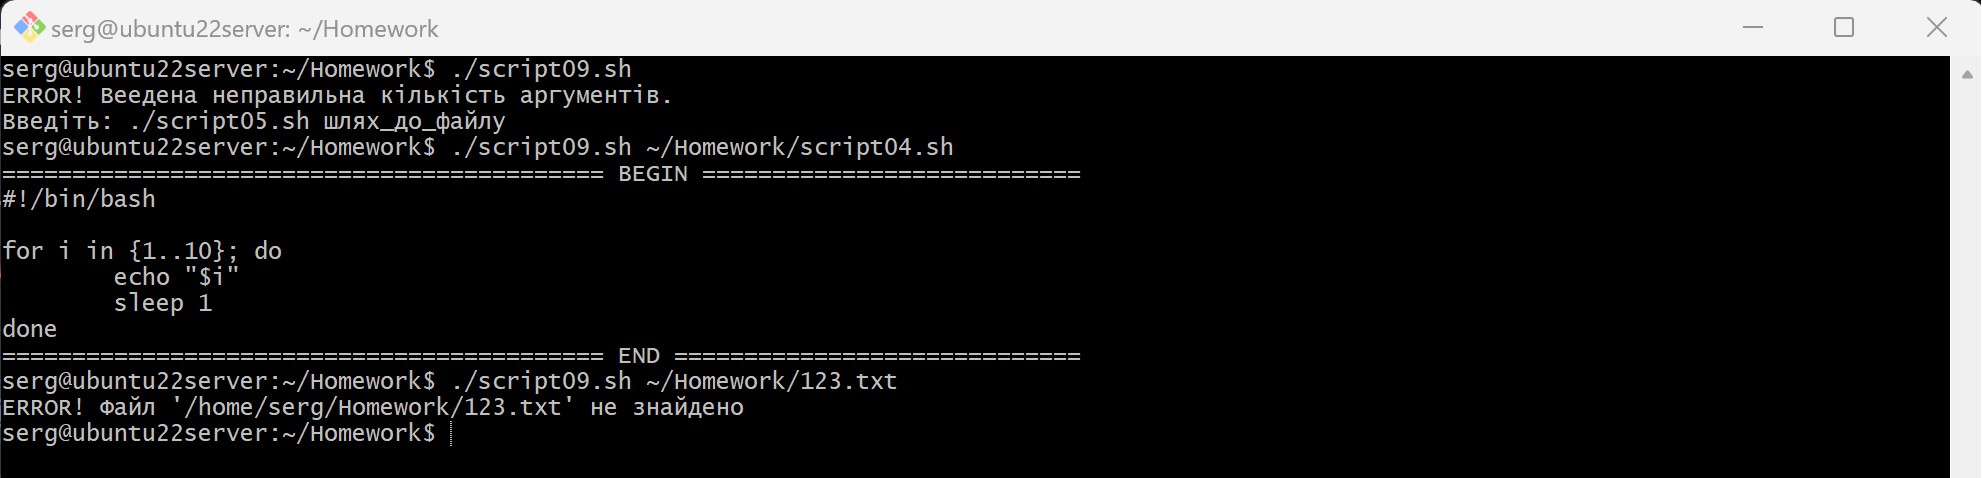 serg@ubuntu22server: ~/Homework
serg@ubuntu22server:~/Homework$ ./script09.sh
ERROR! Веедена неправильна кількість аргументів.
Введіть: ./script05.sh шлях_до_файлу
serg@ubuntu22server:~/Homework$ ./script09.sh ~/Homework/script04.sh
=========================================== BEGIN ===========================
#!/bin/bash

for i in {1..10}; do
        echo "$i"
        sleep 1
done
=========================================== END =============================
serg@ubuntu22server:~/Homework$ ./script09.sh ~/Homework/123.txt
ERROR! Файл '/home/serg/Homework/123.txt' не знайдено
serg@ubuntu22server:~/Homework$